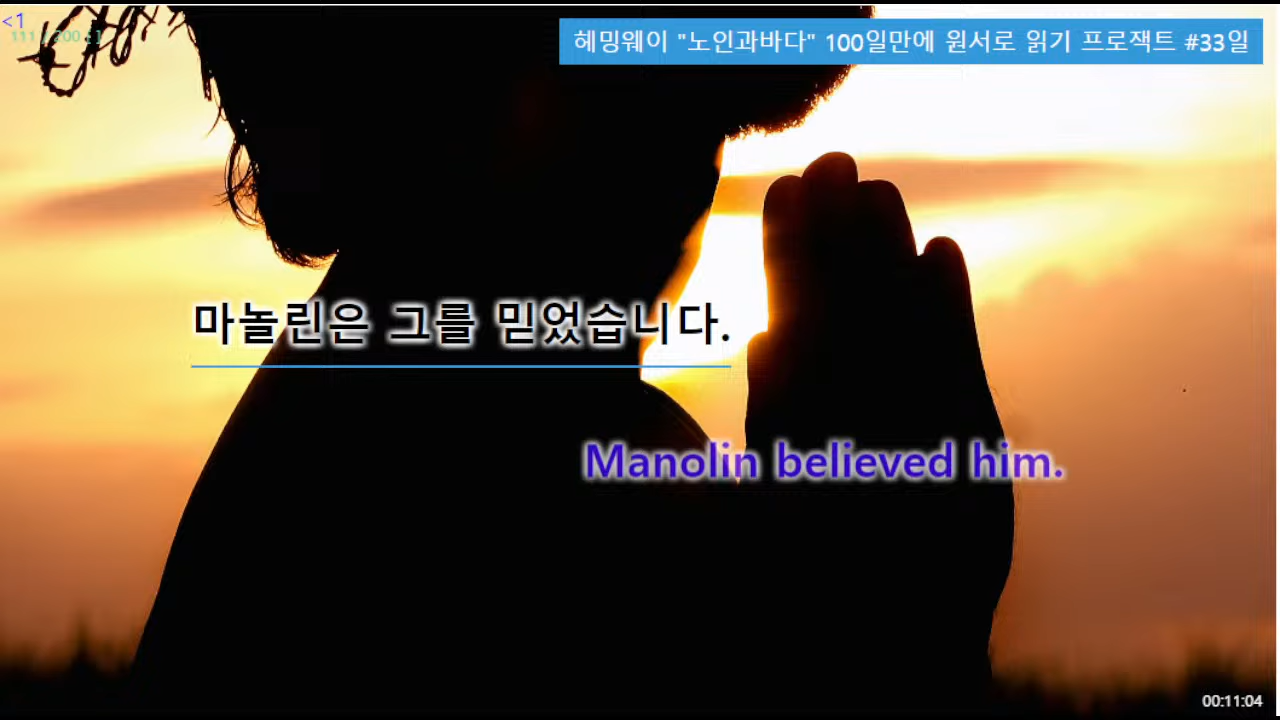 <1
헤밍웨이 "노인과바다" 100일만에 원서로 읽기 프로잭트 #33일
마놀린은 그를 믿었습니다.
Manolin believed him.
00:11:04